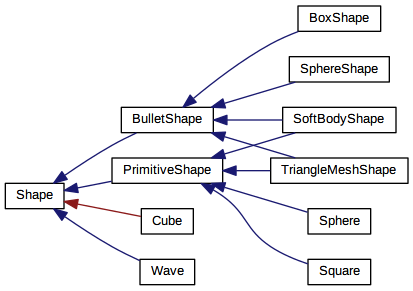 BoxShape
SphereShape
BulletShape
SoftBodyShape
PrimitiveShape
TriangleMeshShape
Shape
Cube
Sphere
Wave
Square